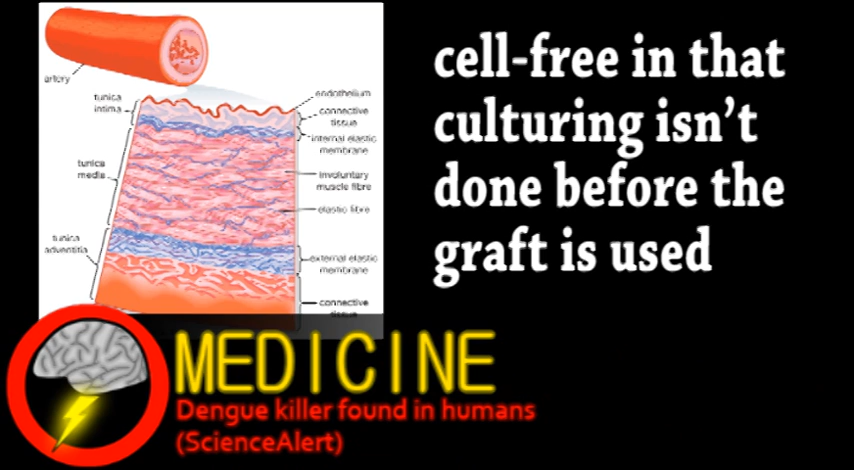 cell-free in that
culturing isn't
done before the
graft is used
artery
tunica
intima
tunica
media
tunica
adventitia
endothelium
connective
tissue
internal elastic
membrane
involuntary
muscle fibre
elastic fibre
external elastic
membrane
connective
tissue
MEDICINE
Dengue killer found in humans
(ScienceAlert)